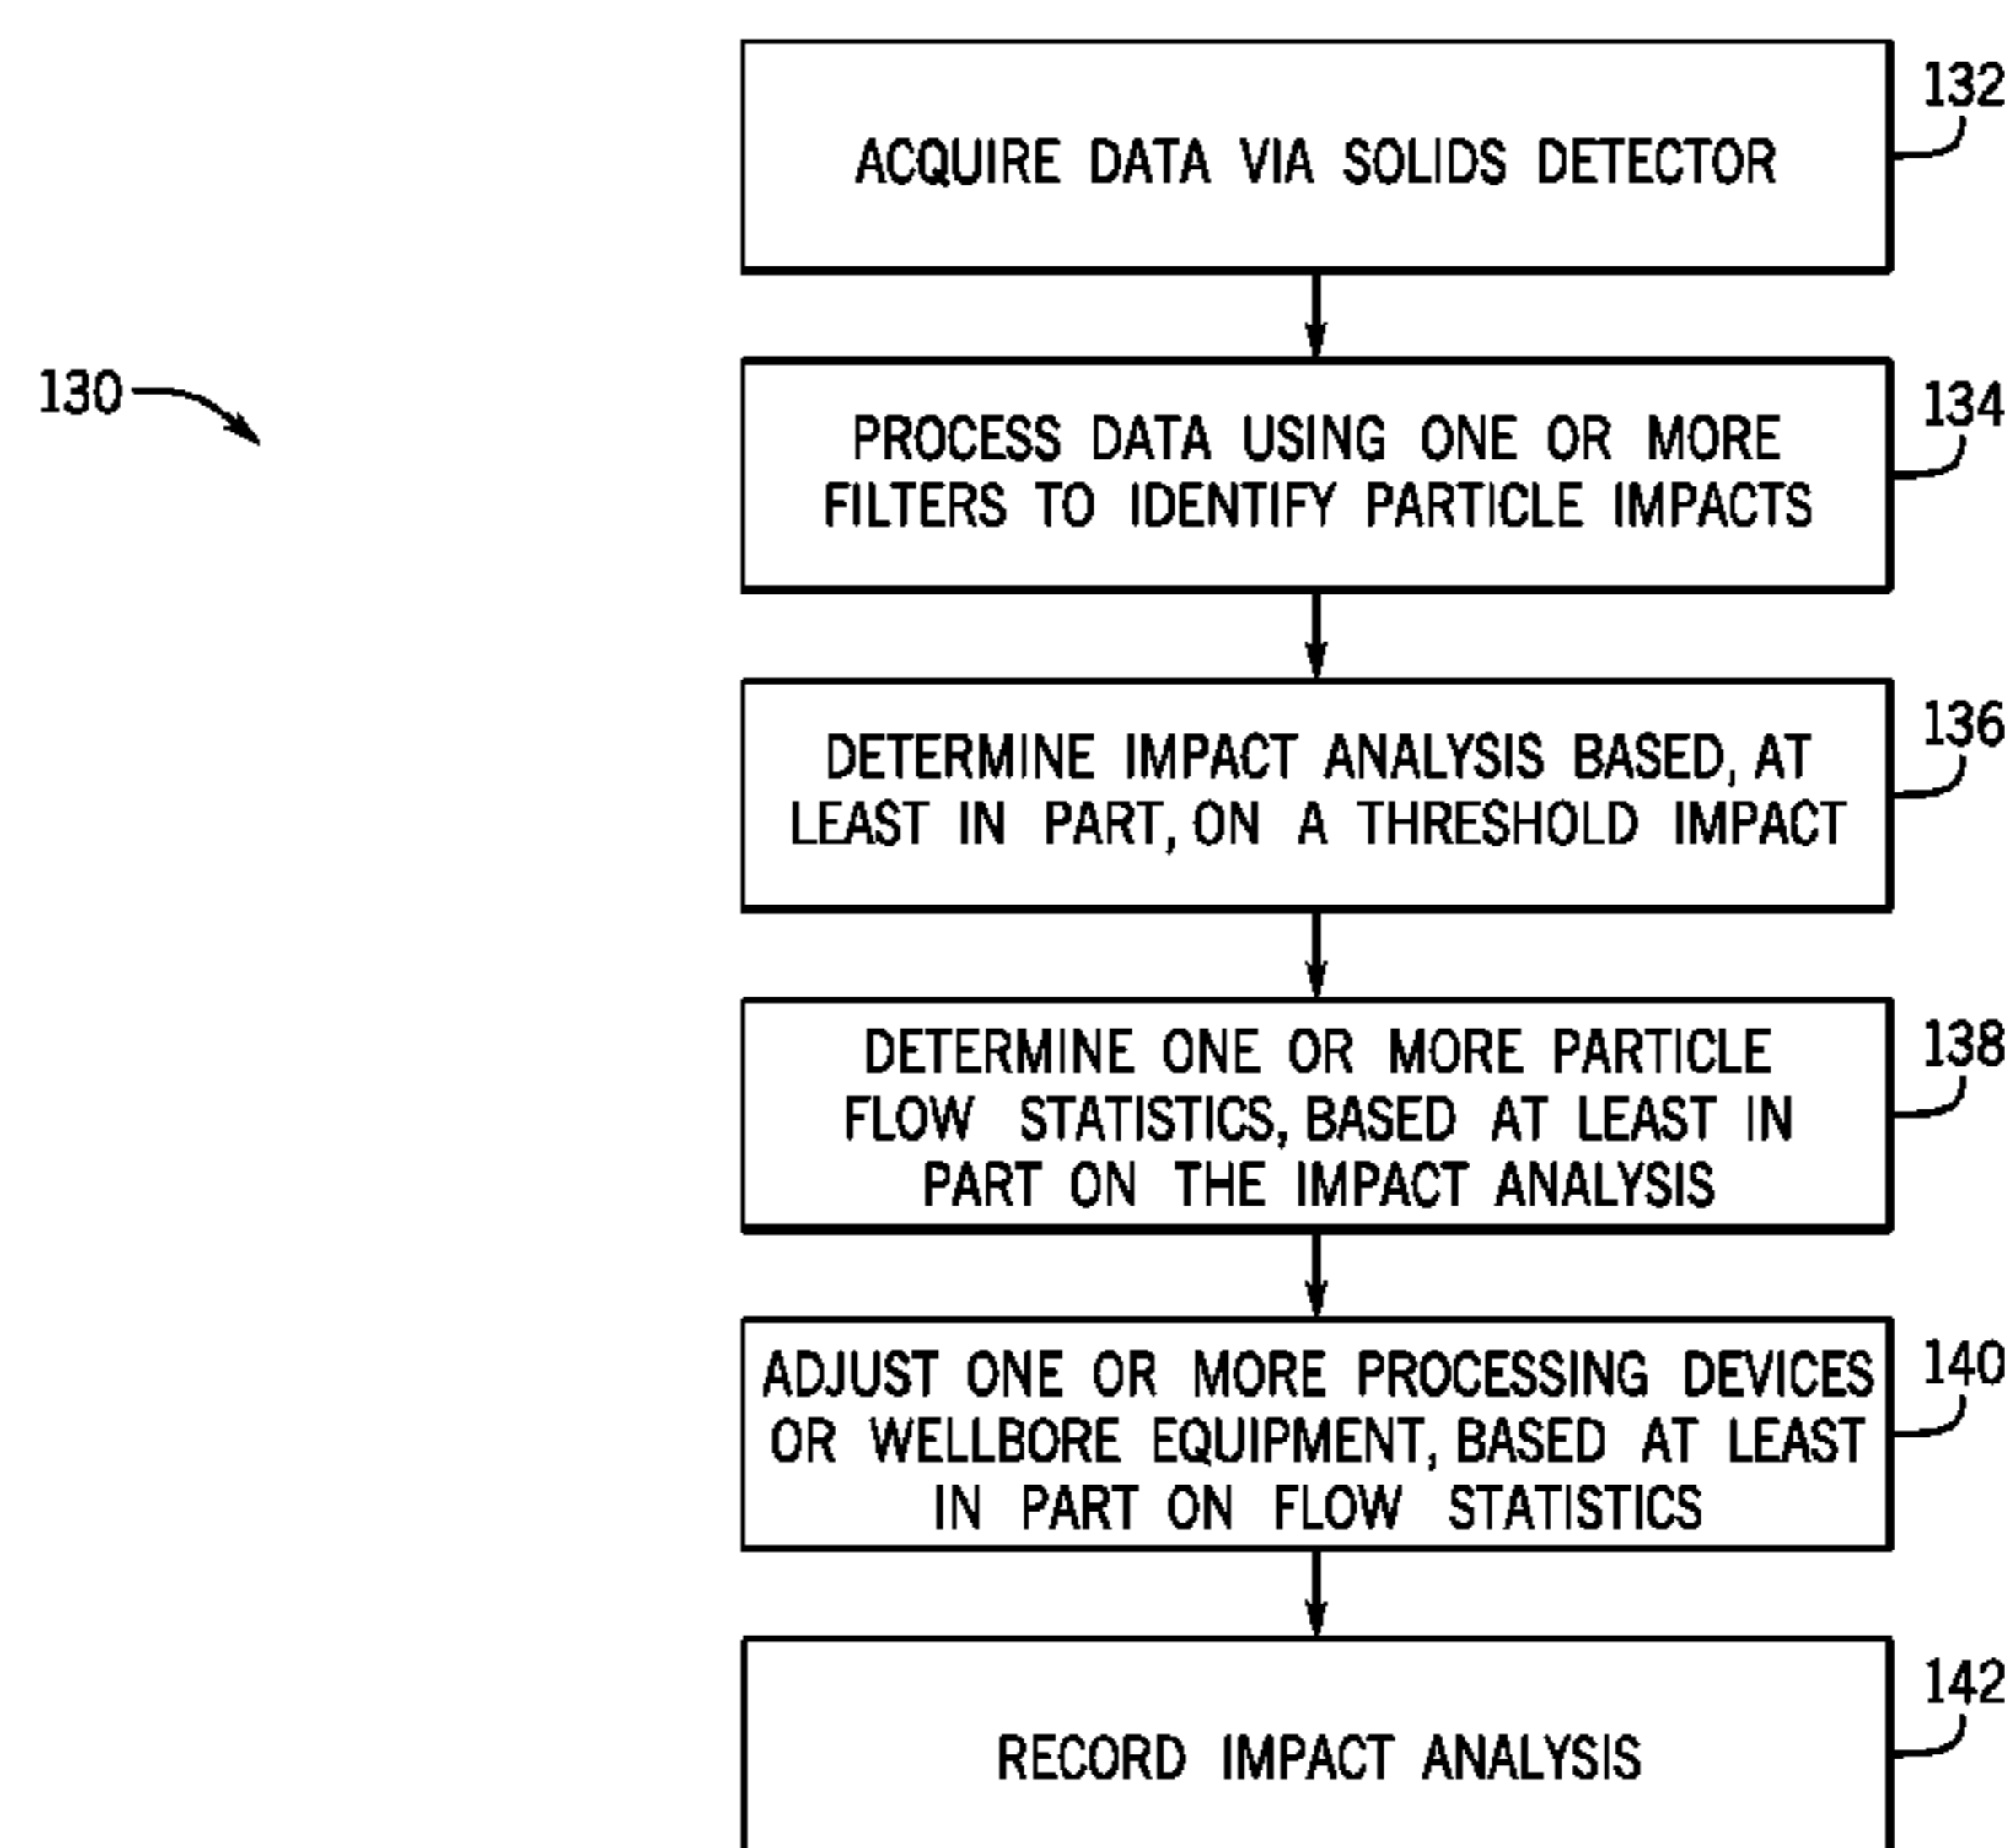 132
ACQUIRE DATA VIA SOLIDS DETECTOR
130
134
PROCESS DATA USING ONE OR MORE
FILTERS TO IDENTIFY PARTICLE IMPACTS
136
DETERMINE IMPACT ANALYSIS BASED, AT
LEAST IN PART, ON A THRESHOLD IMPACT
138
DETERMINE ONE OR MORE PARTICLE
FLOW STATISTICS, BASED AT LEAST IN
PART ON THE IMPACT ANALYSIS
140
ADJUST ONE OR MORE PROCESSING DEVICES
OR WELLBORE EQUIPMENT, BASED AT LEAST
IN PART ON FLOW STATISTICS
142
RECORD IMPACT ANALYSIS